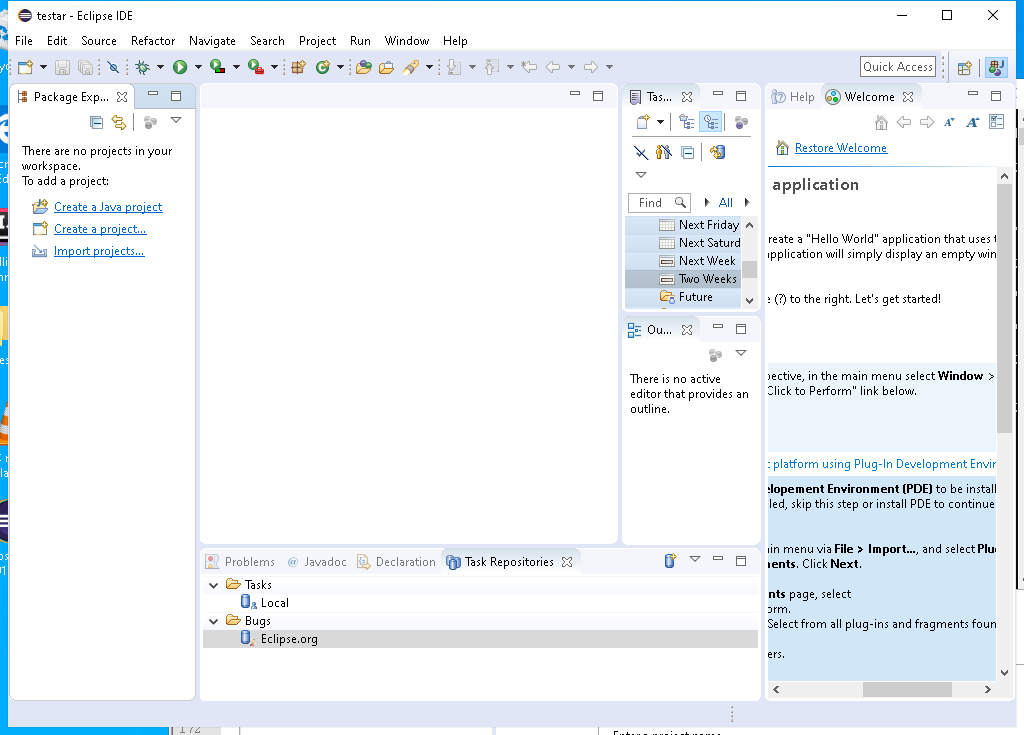 testar - Eclipse IDE
File Edit Source Refactor Navigate Search Project Run Window Help
Quick Access
Package Exp...
There are no projects in your
workspace.
To add a project:
Create a Java project
Create a project...
Import projects...
Tas...
Find
All
Next Friday
Next Saturd
Next Week
Two Weeks
Future
Ou...
There is no active
editor that provides an
outline.
Help Welcome
Restore Welcome
application
reate a "Hello World" application that uses t
pplication will simply display an empty win
e (?) to the right. Let's get started!
pective, in the main menu select Window >
Click to Perform" link below.
t platform using Plug-In Development Envir
elopement Environment (PDE) to be install
led, skip this step or install PDE to continue
in menu via File > Import..., and select Plu
ents. Click Next.
nts page, select
orm.
Select from all plug-ins and fragments foun
ers.
Problems @ Javadoc Declaration Task Repositories
Tasks
Local
Bugs
Eclipse.org
172